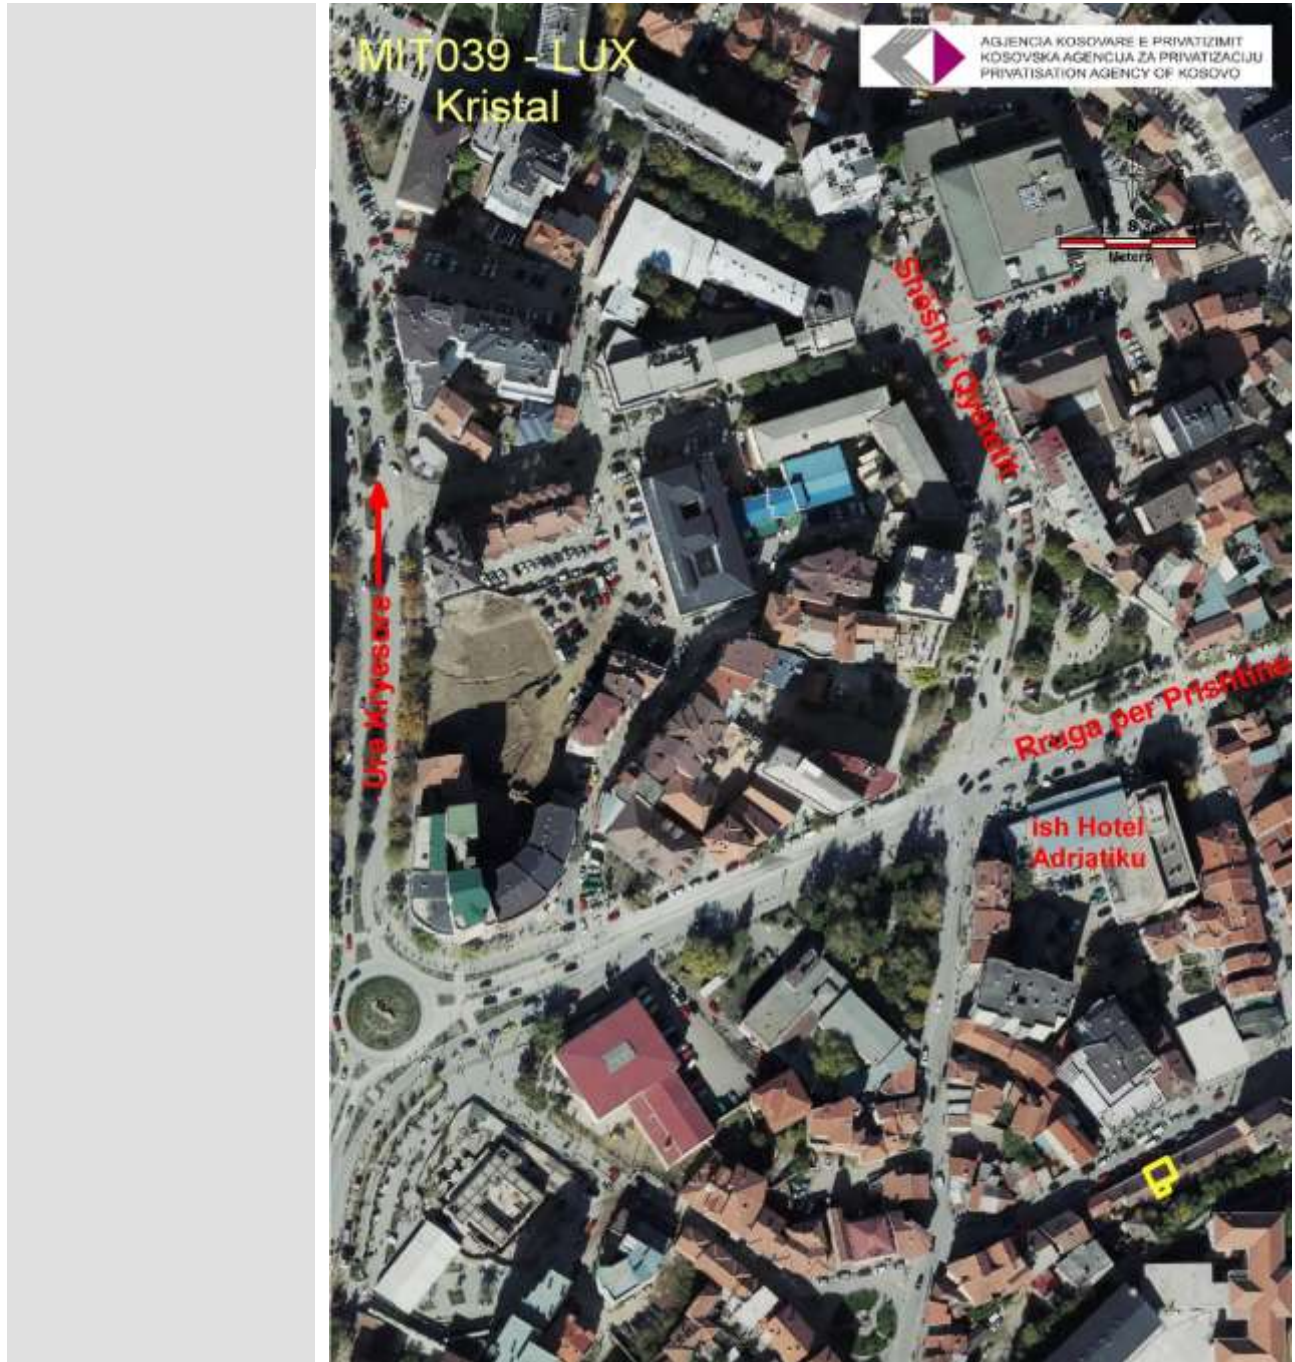 MIT039 - LUX
Kristal
AGJENCIA KOSOVARE E PRIVATIZIMIT
KOSOVSKA AGENCIJA ZA PRIVATIZACIJU
PRIVATISATION AGENCY OF KOSOVO
N
S
Meters
Sheshi i Qytetit
Ura Kryesore
Rruga per Prishtine
ish Hotel
Adriatiku